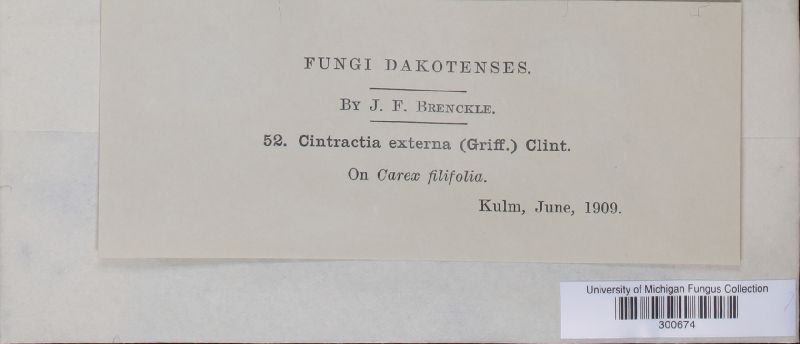 FUNGI DAKOTENSES.
By J. F. Brenckle.
52. Cintractia externa (Griff.) Clint.
On Carex filifolia.
Kulm, June, 1909.
University of Michigan Fungus Collection
300674